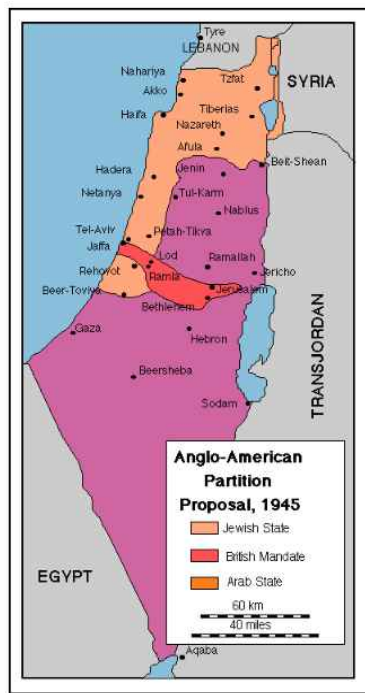 Tyre
LEBANON
Nahariya
Tzfat
SYRIA
Akko
Tiberias
Haifa
Nazareth
Afula
Beit-Shean
Jenin
Hadera
Tul-Karm
Netanya
Nablus
Tel-Aviv
Petah-Tikva
Jaffa
Lod
Ramallah
Rehovot
Ramla
Jericho
Beer-Toviya
Jerusalem
Bethlehem
Gaza
Hebron
TRANSJORDAN
Beersheba
Sodam
Anglo-American
Partition
Proposal, 1945
Jewish State
British Mandate
Arab State
60 km
40 miles
EGYPT
Aqaba